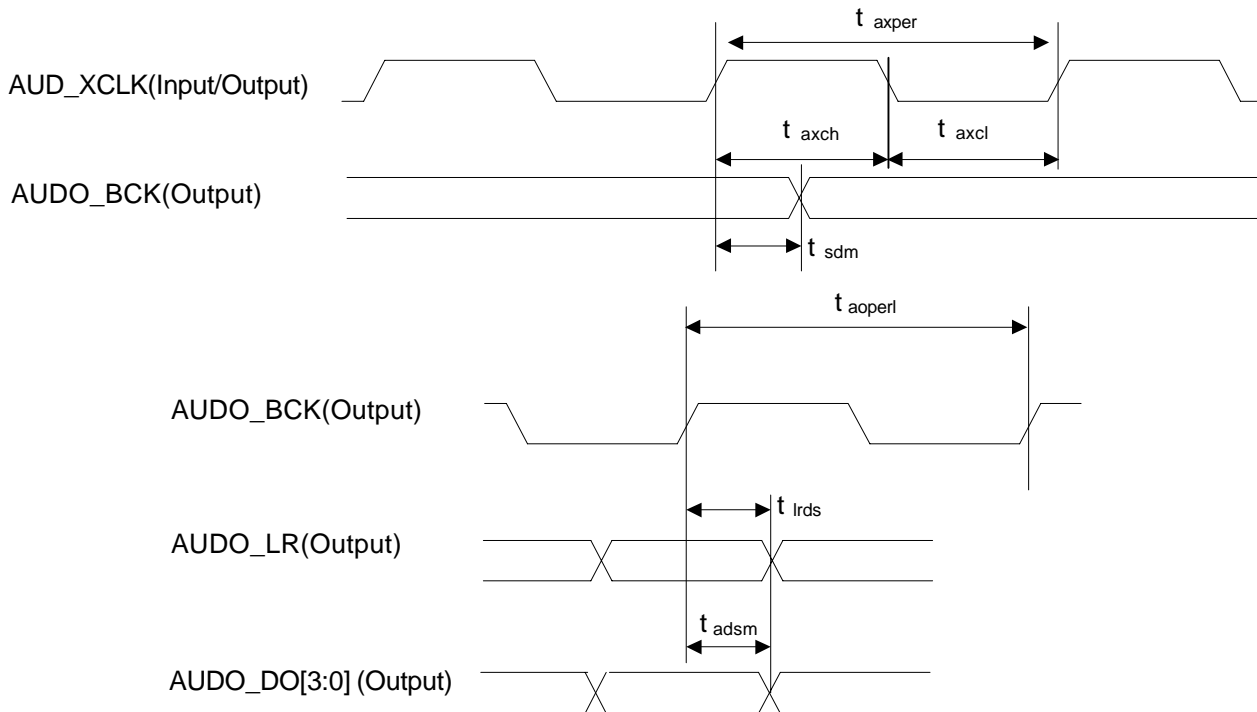 t axper
AUD_XCLK(Input/Output)
t axch
t axcl
AUDO_BCK(Output)
t sdm
t aoperl
AUDO_BCK(Output)
t lrds
AUDO_LR(Output)
t adsm
AUDO_DO[3:0] (Output)